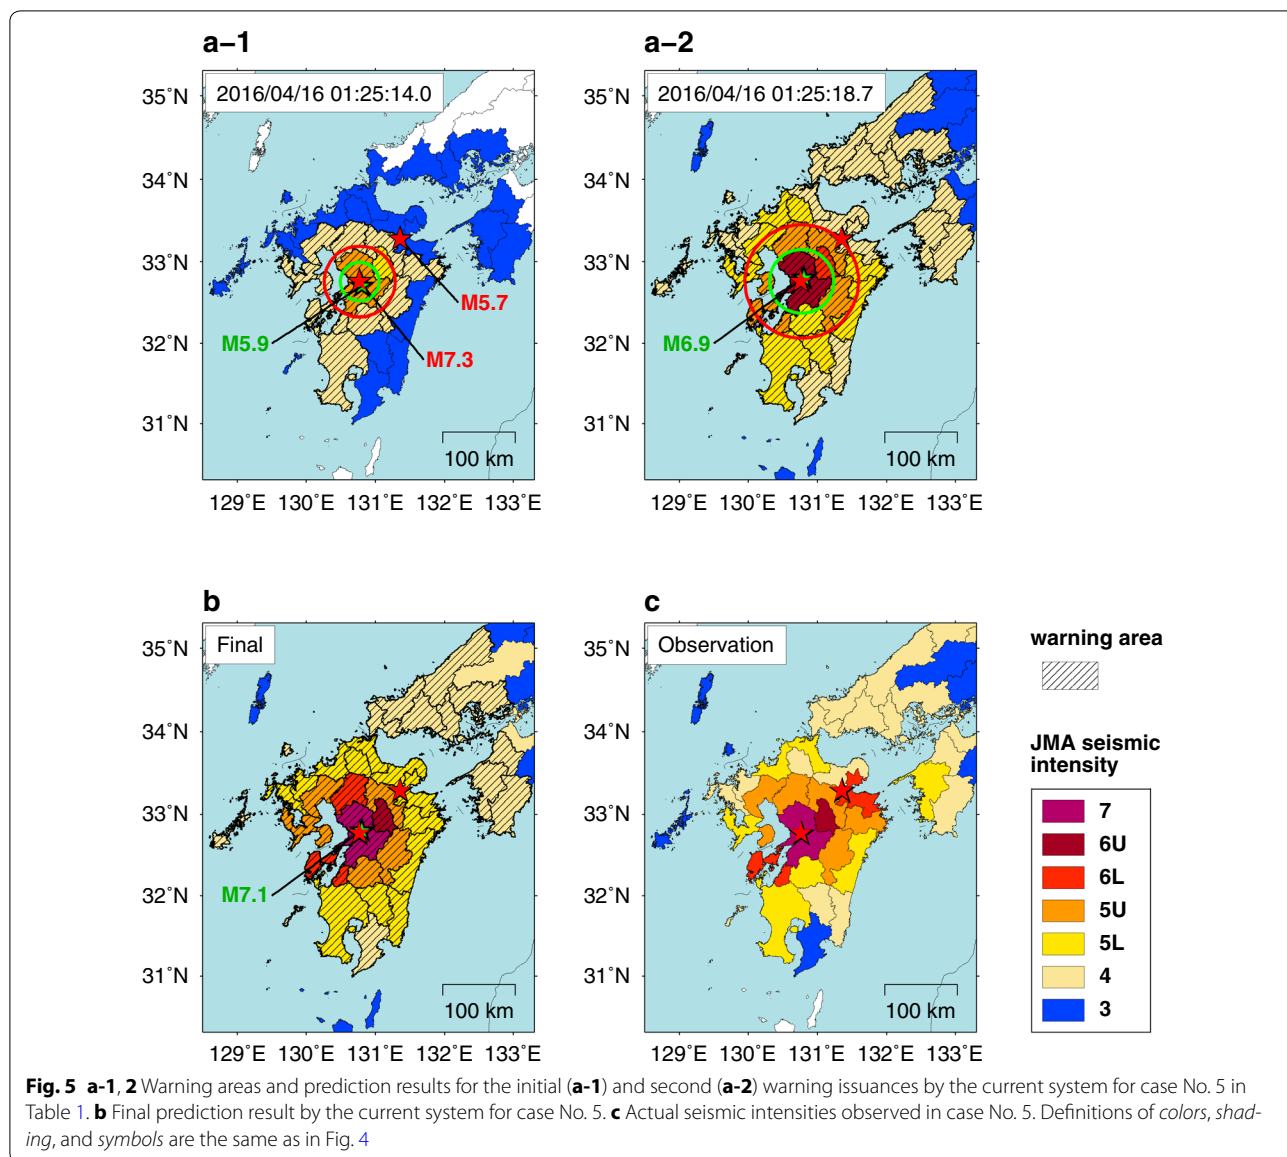 a−1
2016/04/16 01:25:14.0
35˚N
34˚N
33˚N
32˚N
31˚N
M5.7
M5.9
M7.3
100 km
129˚E 130˚E 131˚E 132˚E 133˚E
a−2
2016/04/16 01:25:18.7
35˚N
34˚N
33˚N
32˚N
31˚N
M6.9
100 km
129˚E 130˚E 131˚E 132˚E 133˚E
b
Final
35˚N
34˚N
33˚N
32˚N
31˚N
M7.1
100 km
129˚E 130˚E 131˚E 132˚E 133˚E
c
Observation
35˚N
34˚N
33˚N
32˚N
31˚N
100 km
129˚E 130˚E 131˚E 132˚E 133˚E
warning area
JMA seismic
intensity
7
6U
6L
5U
5L
4
3
Fig. 5 a-1, 2 Warning areas and prediction results for the initial (a-1) and second (a-2) warning issuances by the current system for case No. 5 in
Table 1. b Final prediction result by the current system for case No. 5. c Actual seismic intensities observed in case No. 5. Definitions of colors, shad-
ing, and symbols are the same as in Fig. 4